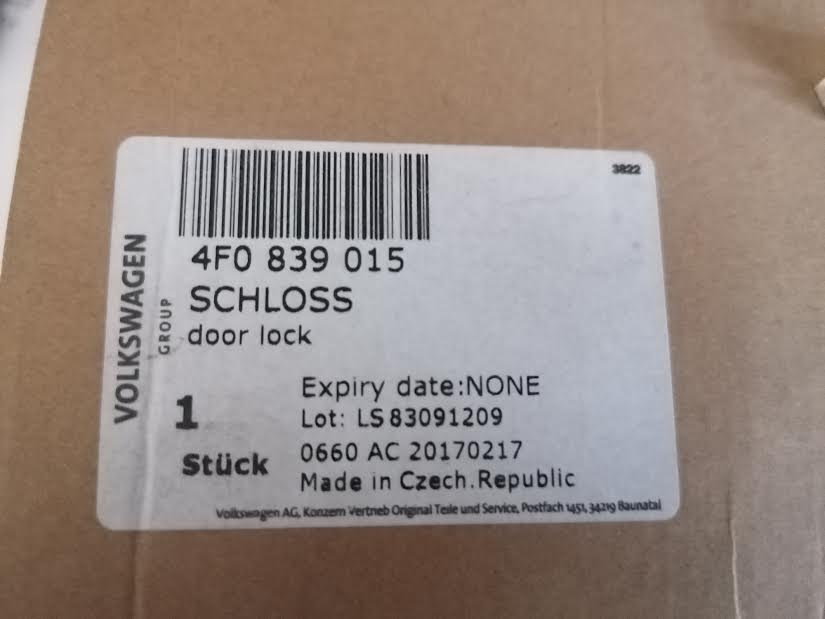 3822
4F0 839 015
SCHLOSS
door lock
VOLKSWAGEN
GROUP
1
Stück
Expiry date:NONE
Lot: LS 83091209
0660 AC 20170217
Made in Czech.Republic
Volkswagen AG, Konzern Vertrieb Original Teile und Service, Postfach 1451, 34219 Baunatal